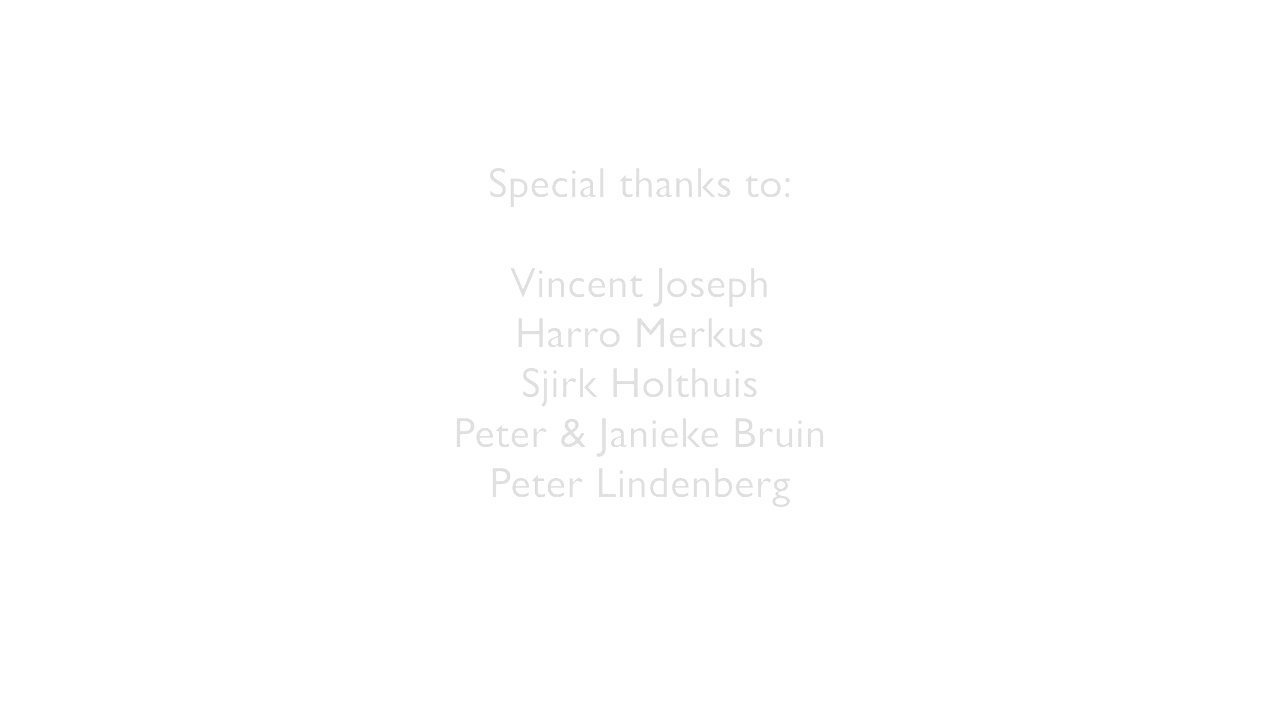 Special thanks to:
Vincent Joseph
Harro Merkus
Sjirk Holthuis
Peter & Janieke Bruin
Peter Lindenberg